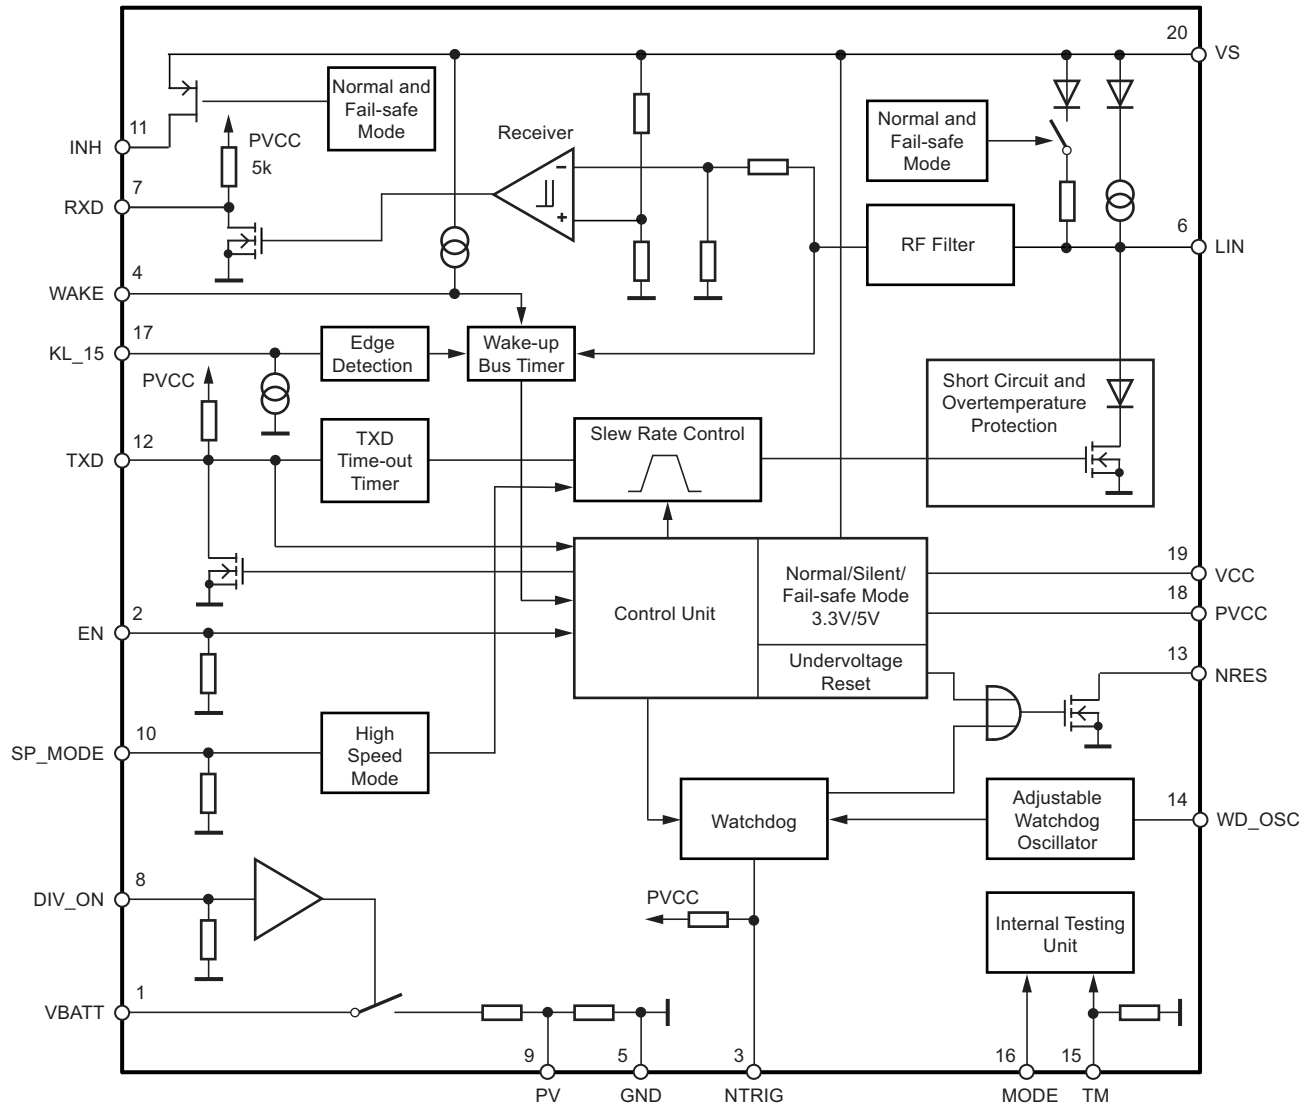 20
VS
Normal and
Fail-safe
Mode
11
INH
PVCC
5k
Receiver
Normal and
Fail-safe
Mode
7
RXD
−
+
RF Filter
6
LIN
4
WAKE
17
KL_15
Edge
Detection
Wake-up
Bus Timer
PVCC
Short Circuit and
Overtemperature
Protection
12
TXD
TXD
Time-out
Timer
Slew Rate Control
Control Unit
Normal/Silent/
Fail-safe Mode
3.3V/5V
19
VCC
18
PVCC
2
EN
Undervoltage
Reset
13
NRES
10
SP_MODE
High
Speed
Mode
Watchdog
Adjustable
Watchdog
Oscillator
14
WD_OSC
8
DIV_ON
PVCC
Internal Testing
Unit
1
VBATT
9
PV
5
GND
3
NTRIG
16
MODE
15
TM